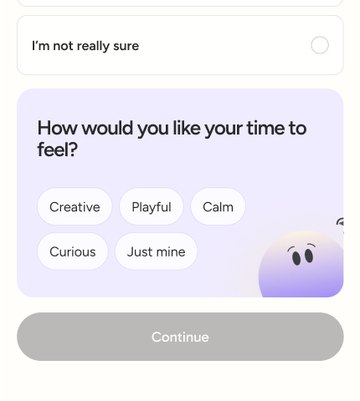 I’m not really sure
How would you like your time to
feel?
Creative Playful Calm
Curious Just mine
Continue